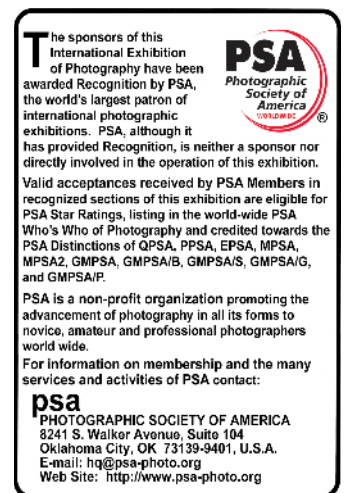 The sponsors of this
International Exhibition
of Photography have been
awarded Recognition by PSA,
the world's largest patron of
international photographic
exhibitions. PSA, although it
has provided Recognition, is neither a sponsor nor
directly involved in the operation of this exhibition.
PSA
Photographic
Society of
America
WORLDWIDE
®
Valid acceptances received by PSA Members in
recognized sections of this exhibition are eligible for
PSA Star Ratings, listing in the world-wide PSA
Who's Who of Photography and credited towards the
PSA Distinctions of QPSA, PPSA, EPSA, MPSA,
MPSA2, GMPSA, GMPSA/B, GMPSA/S, GMPSA/G,
and GMPSA/P.
PSA is a non-profit organization promoting the
advancement of photography in all its forms to
novice, amateur and professional photographers
world wide.
For information on membership and the many
services and activities of PSA contact:
psa
PHOTOGRAPHIC SOCIETY OF AMERICA
8241 S. Walker Avenue, Suite 104
Oklahoma City, OK 73139-9401, U.S.A.
E-mail: hq@psa-photo.org
Web Site: http://www.psa-photo.org